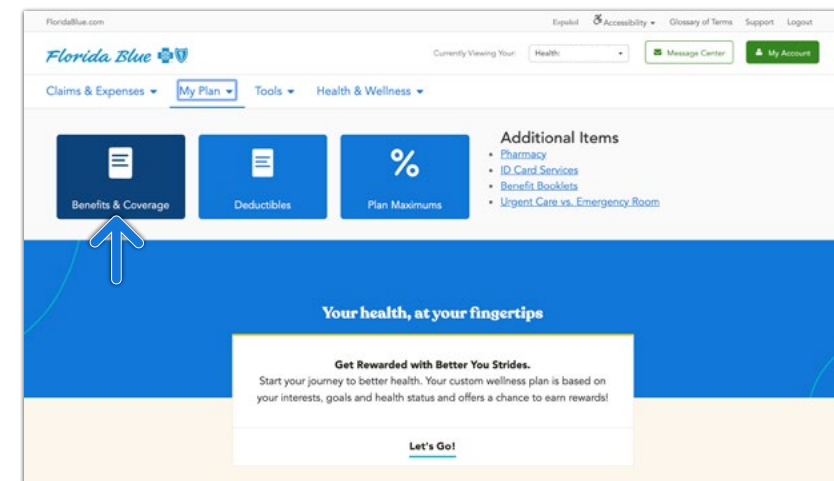 FloridaBlue.com Español Accessibility Glossary of Terms Support Logout
Florida Blue Currently Viewing Your: Health: Message Center My Account
Claims & Expenses My Plan Tools Health & Wellness
Additional Items
Pharmacy
ID Card Services
Benefit Booklets
Urgent Care vs. Emergency Room
Benefits & Coverage Deductibles % Plan Maximums
Your health, at your fingertips
Get Rewarded with Better You Strides.
Start your journey to better health. Your custom wellness plan is based on
your interests, goals and health status and offers a chance to earn rewards!
Let's Go!